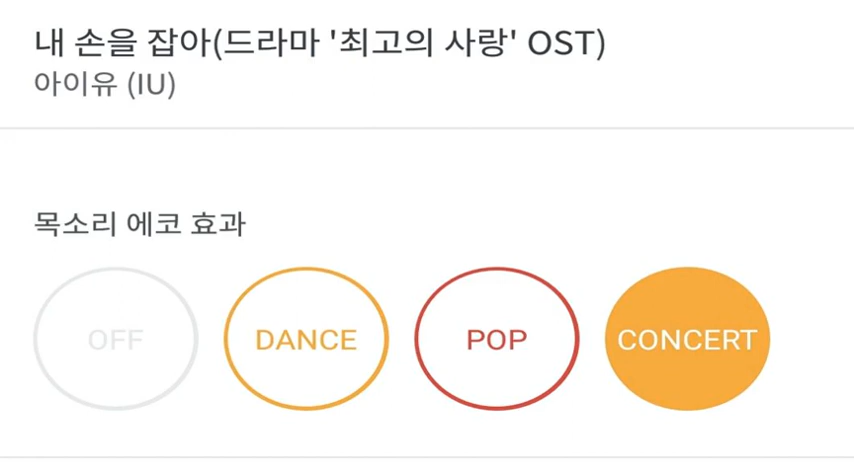 내 손을 잡아(드라마 '최고의 사랑' OST)
아이유 (IU)
목소리 에코 효과
OFF DANCE POP CONCERT